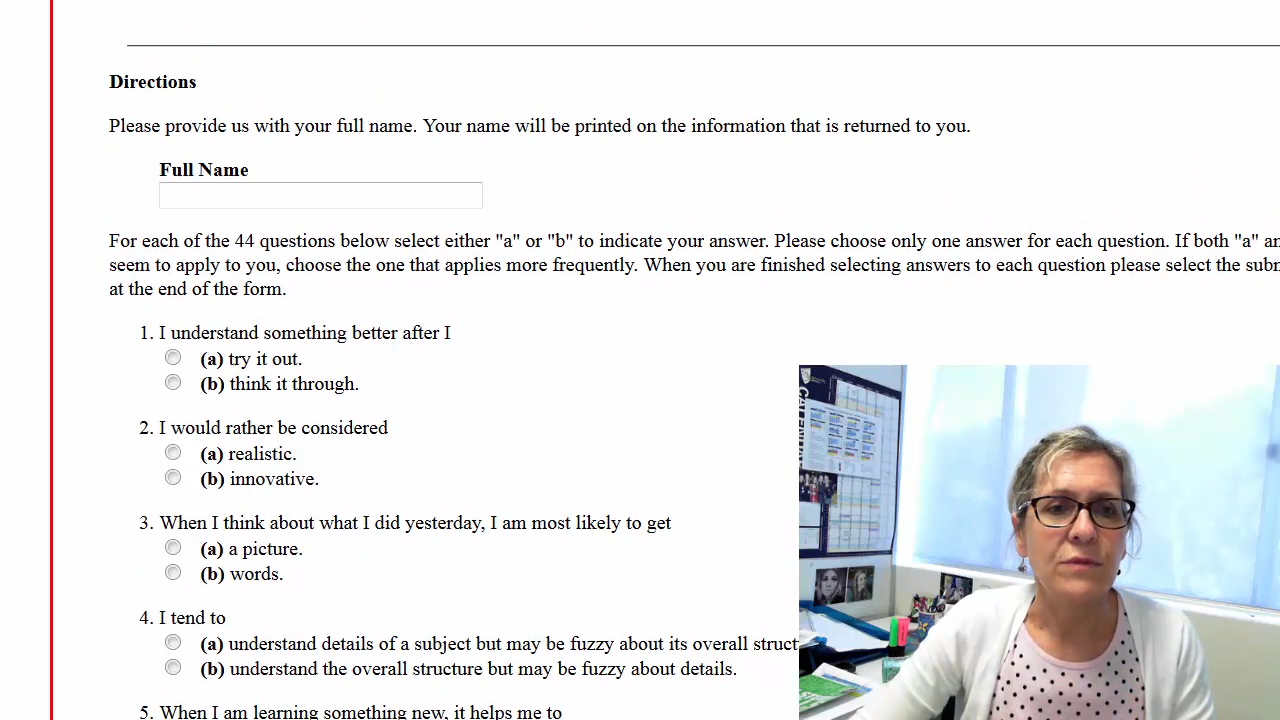 Directions
Please provide us with your full name. Your name will be printed on the information that is returned to you.
Full Name
For each of the 44 questions below select either "a" or "b" to indicate your answer. Please choose only one answer for each question. If both "a"
seem to apply to you, choose the one that applies more frequently. When you are finished selecting answers to each question please select the
at the end of the form.
1. I understand something better after I
(a) try it out.
(b) think it through.
2. I would rather be considered
(a) realistic.
(b) innovative.
3. When I think about what I did yesterday, I am most likely to get
(a) a picture.
(b) words.
4. I tend to
(a) understand details of a subject but may be fuzzy about its overall
(b) understand the overall structure but may be fuzzy about details.
5. When I am learning something new, it helps me to